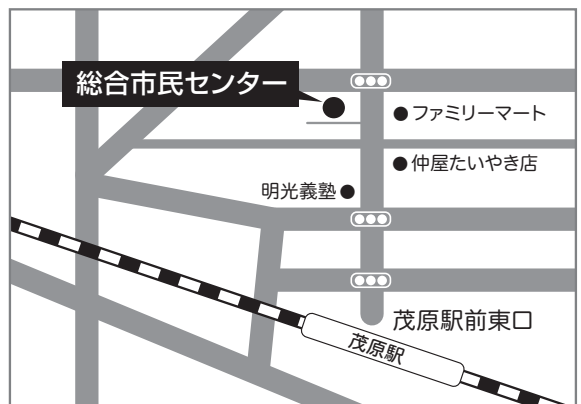 総合市民センター
ファミリーマート
仲屋たいやき店
明光義塾
茂原駅前東口
茂原駅